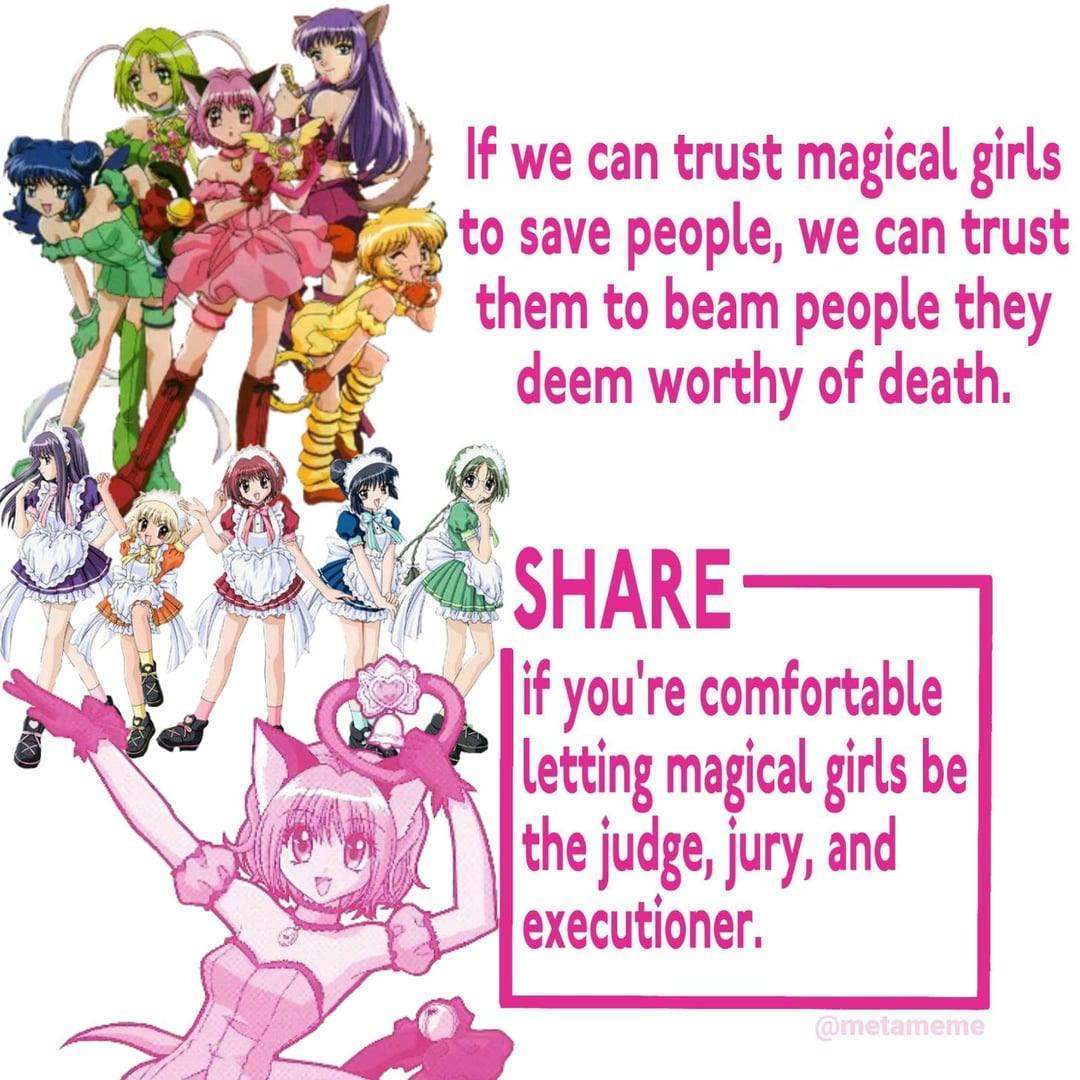 If we can trust magical girls
to save people, we can trust
them to beam people they
deem worthy of death.
SHARE
if you're comfortable
letting magical girls be
the judge, jury, and
executioner.
@metameme